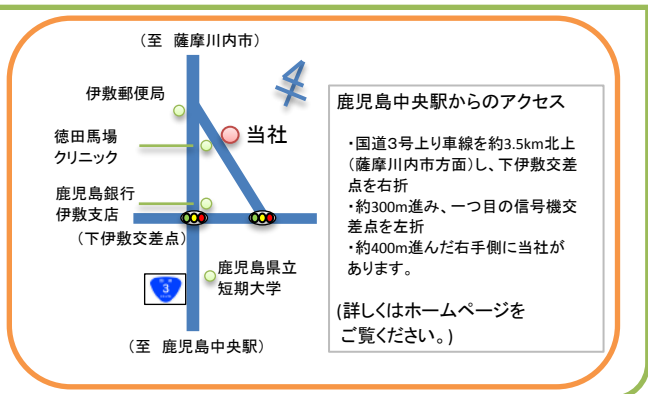 (至 薩摩川内市)
伊敷郵便局
徳田馬場
クリニック
当社
鹿児島銀行
伊敷支店
(下伊敷交差点)
鹿児島県立
短期大学
3
(至 鹿児島中央駅)
鹿児島中央駅からのアクセス
・国道3号上り車線を約3.5km北上
(薩摩川内市方面)し、下伊敷交差
点を右折
・約300m進み、一つ目の信号機交
差点を左折
・約400m進んだ右手側に当社が
あります。
(詳しくはホームページを
ご覧ください。)